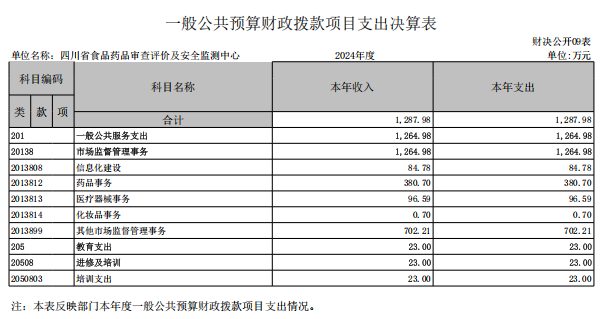 一般公共预算财政拨款项目支出决算表
财决公开09表
单位名称：四川省食品药品审查评价及安全监测中心 2024年度 单位:万元
科目编码 科目名称 本年收入 本年支出
类 款 项
合计 1,287.98 1,287.98
201 一般公共服务支出 1,264.98 1,264.98
20138 市场监督管理事务 1,264.98 1,264.98
2013808 信息化建设 84.78 84.78
2013812 药品事务 380.70 380.70
2013813 医疗器械事务 96.59 96.59
2013814 化妆品事务 0.70 0.70
2013899 其他市场监督管理事务 702.21 702.21
205 教育支出 23.00 23.00
20508 进修及培训 23.00 23.00
2050803 培训支出 23.00 23.00
注：本表反映部门本年度一般公共预算财政拨款项目支出情况。